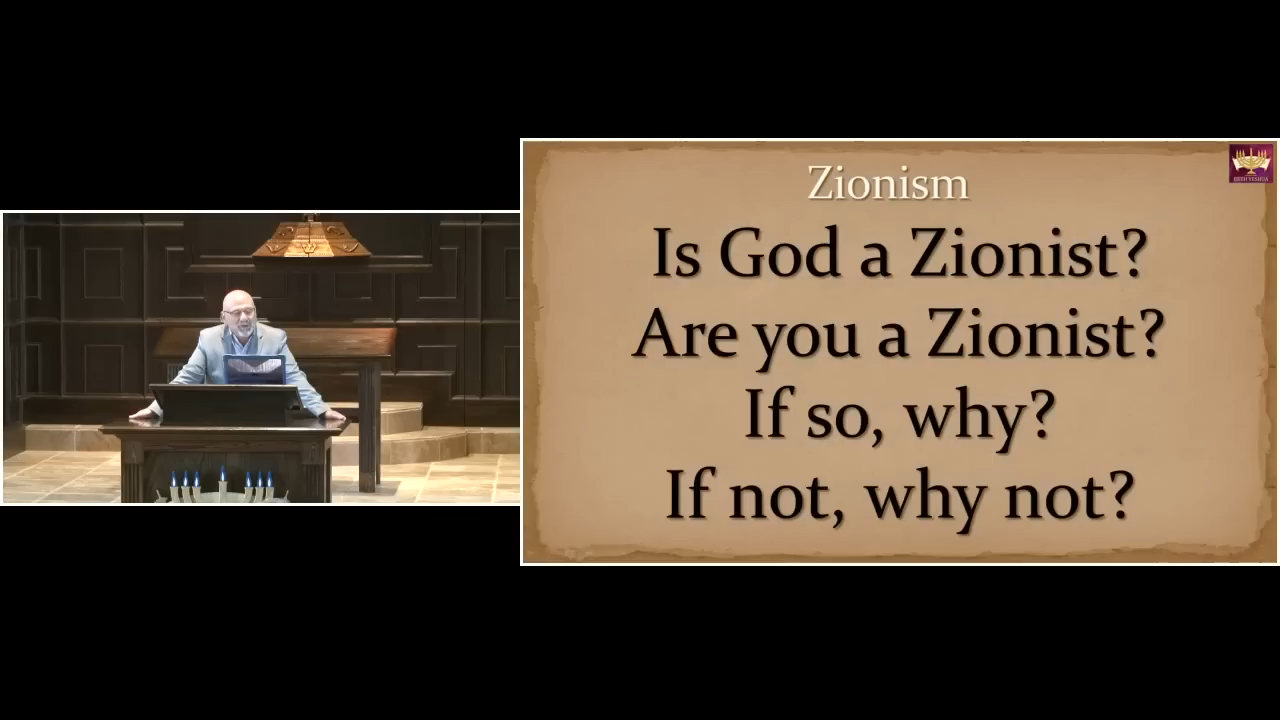 Zionism
Is God a Zionist?
Are you a Zionist?
If so, why?
If not, why not?